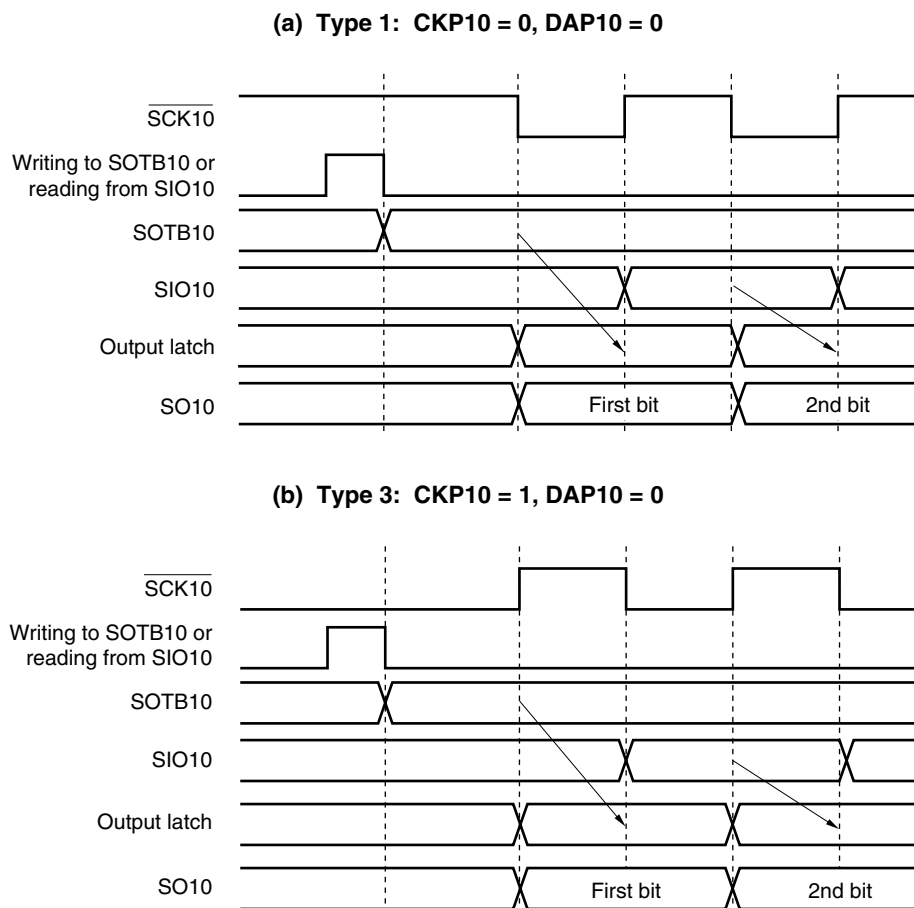 (a) Type 1: CKP10 = 0, DAP10 = 0
SCK10
Writing to SOTB10 or
reading from SIO10
SOTB10
SIO10
Output latch
SO10
First bit
2nd bit
(b) Type 3: CKP10 = 1, DAP10 = 0
SCK10
Writing to SOTB10 or
reading from SIO10
SOTB10
SIO10
Output latch
SO10
First bit
2nd bit